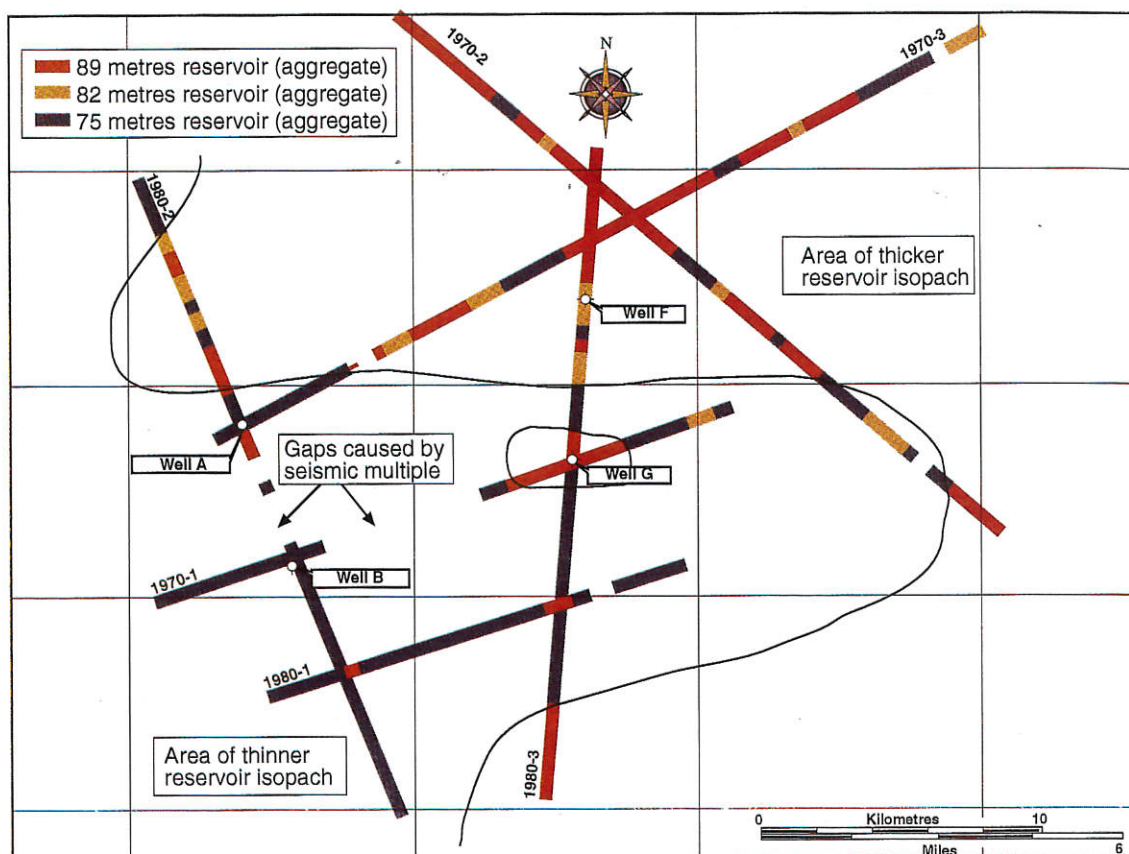 89 metres reservoir (aggregate)
82 metres reservoir (aggregate)
75 metres reservoir (aggregate)
1970-2
N
1970-3
1980-2
Area of thicker
reservoir isopach
Well F
Well A
Gaps caused by
seismic multiple
Well G
1970-1
Well B
1980-1
Area of thinner
reservoir isopach
1980-3
0 Kilometres 10
Miles 6